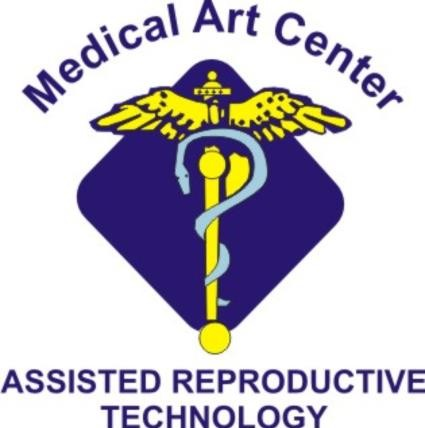 Medical Art Center
ASSISTED REPRODUCTIVE
TECHNOLOGY